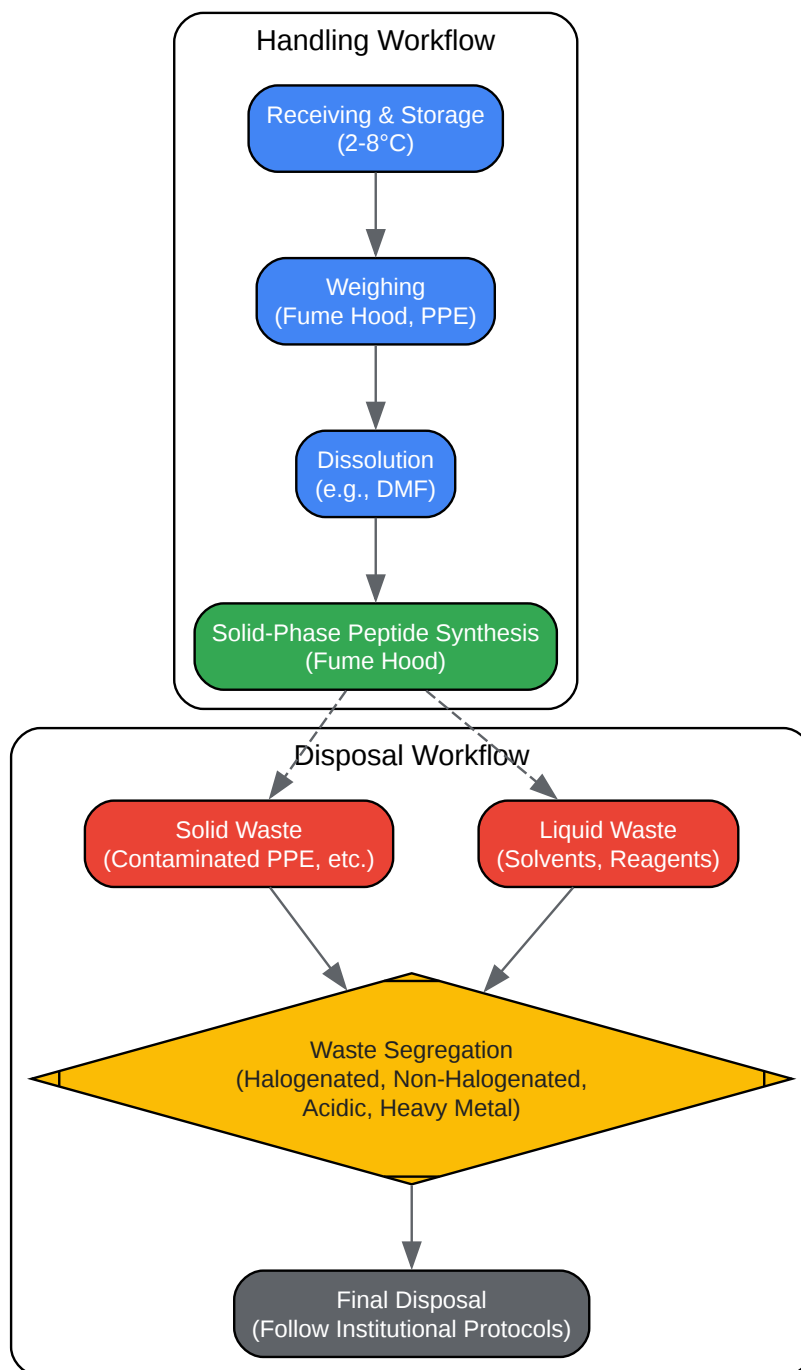 Handling Workflow
Receiving & Storage
(2-8°C)
Weighing
(Fume Hood, PPE)
Dissolution
(e.g., DMF)
Solid-Phase Peptide Synthesis
(Fume Hood)
Disposal Workflow
Solid Waste
(Contaminated PPE, etc.)
Liquid Waste
(Solvents, Reagents)
Waste Segregation
(Halogenated, Non-Halogenated,
Acidic, Heavy Metal)
Final Disposal
(Follow Institutional Protocols)